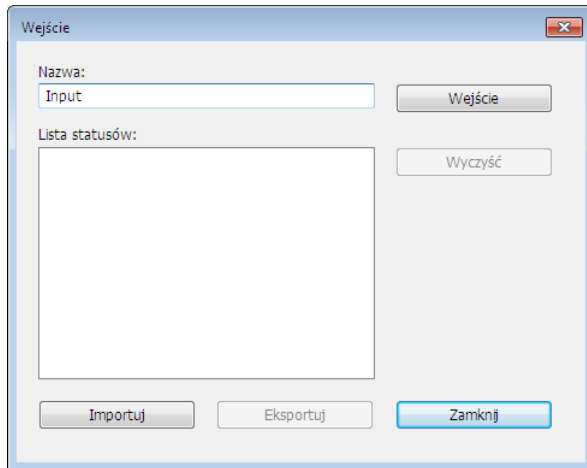 Wejście
Nazwa:
Input
Wejście
Lista statusów:
Wyczyść
Importuj
Eksportuj
Zamknij